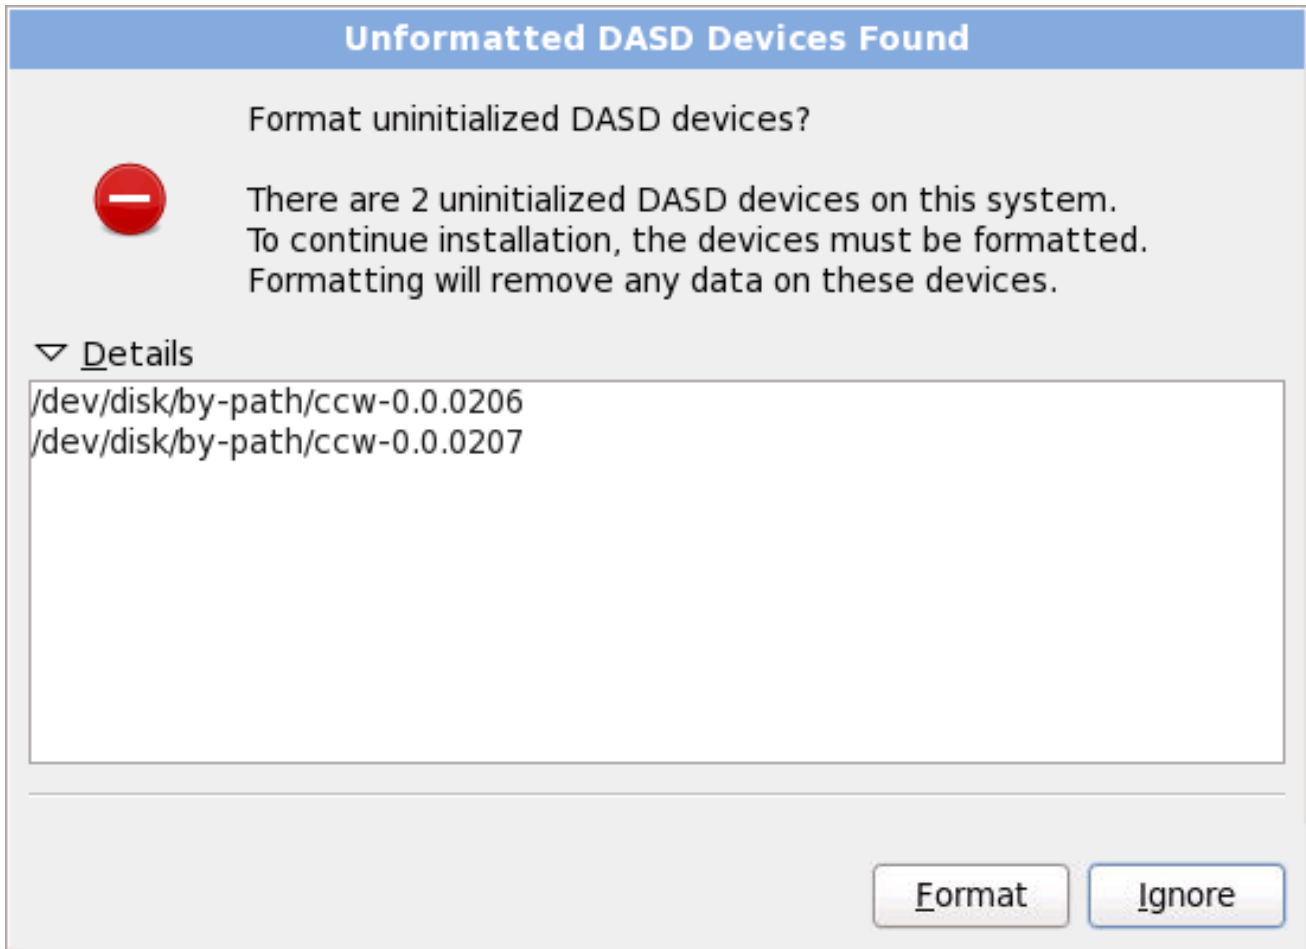 Unformatted DASD Devices Found
Format uninitialized DASD devices?
There are 2 uninitialized DASD devices on this system.
To continue installation, the devices must be formatted.
Formatting will remove any data on these devices.
Details
/dev/disk/by-path/ccw-0.0.0206
/dev/disk/by-path/ccw-0.0.0207
Format Ignore